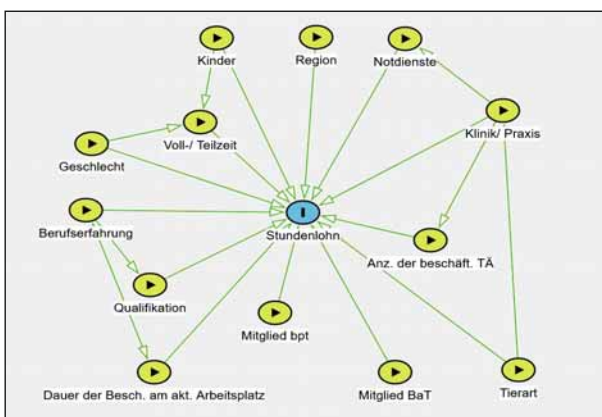 Kinder
Region
Notdienste
Klinik/ Praxis
Voll-/ Teilzeit
Geschlecht
Berufserfahrung
Stundenlohn
Anz. der beschäft. TÄ
Qualifikation
Mitglied bpt
Dauer der Besch. am akt. Arbeitsplatz
Mitglied BaT
Tierart